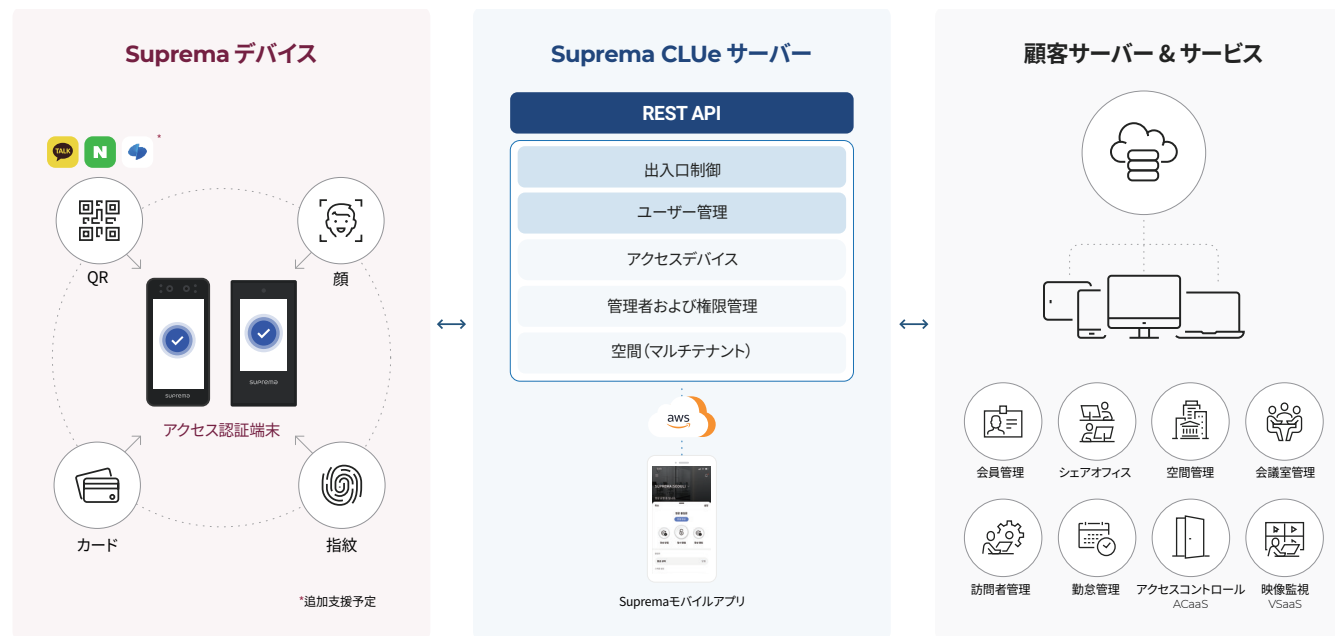 Suprema デバイス
TALK
N
*
QR
顔
suprema
suprema
アクセス認証端末
カード
指紋
*追加支援予定
Suprema CLUe サーバー
REST API
出入口制御
ユーザー管理
アクセスデバイス
管理者および権限管理
空間(マルチテナント)
aws
Supremaモバイルアプリ
顧客サーバー & サービス
会員管理
シェアオフィス
空間管理
会議室管理
訪問者管理
勤怠管理
アクセスコントロール
ACaaS
映像監視
VSaaS